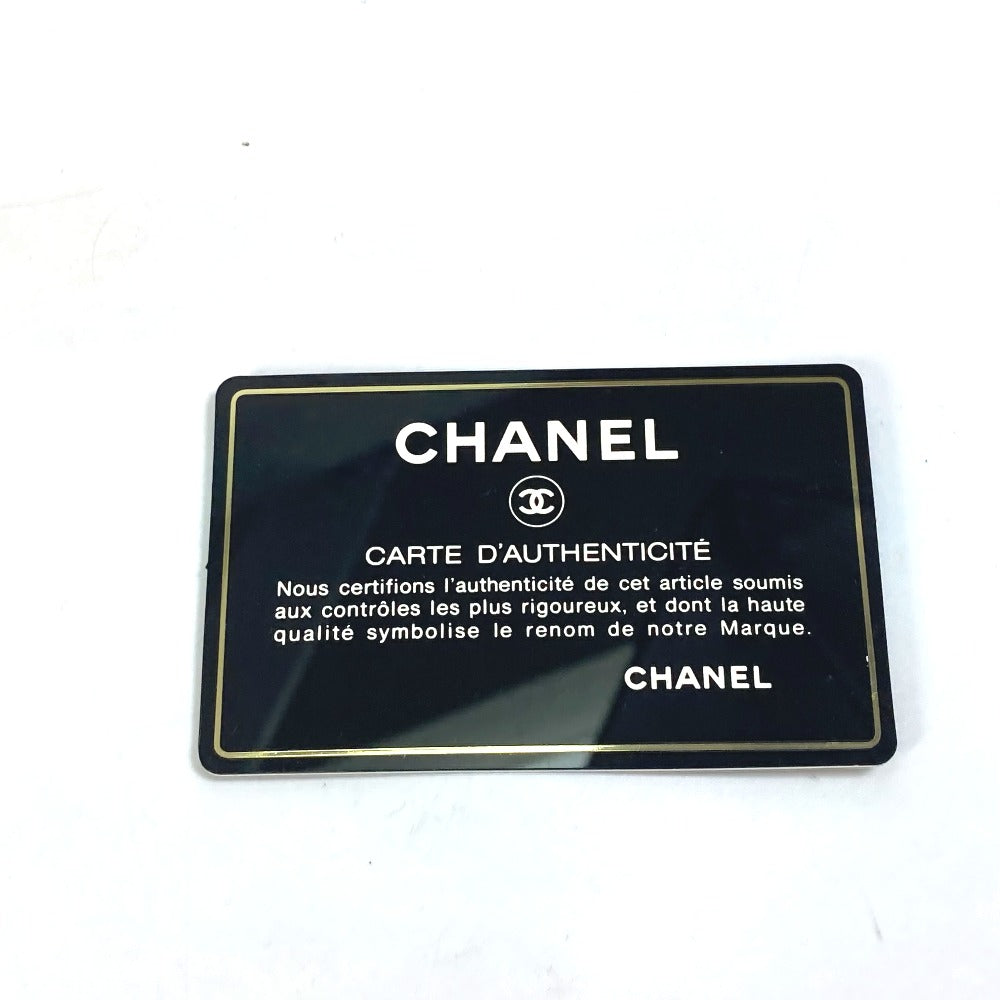 CHANEL
CARTE D'AUTHENTICITÉ
Nous certifions l'authenticité de cet article soumis
aux contrôles les plus rigoureux, et dont la haute
qualité symbolise le renom de notre Marque.
CHANEL